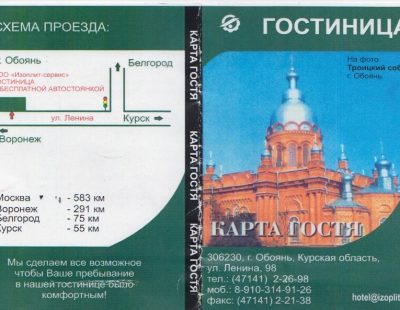 СХЕМА ПРОЕЗДА:
г. Обоянь
Белгород
ООО «Изоплит-сервис»
ГОСТИНИЦА
С БЕСПЛАТНОЙ АВТОСТОЯНКОЙ
ул. Ленина
Курск
Воронеж
Москва - 583 км
Воронеж - 291 км
Белгород - 75 км
Курск - 55 км
Мы сделаем все возможное
чтобы Ваше пребывание
в нашей гостинице было
комфортным!
КАРТА ГОСТЯ
КАРТА ГОСТЯ
КАРТА ГОСТЯ
ГОСТИНИЦА
На фото
Троицкий соб
г. Обоянь
КАРТА ГОСТЯ
306230, г. Обоянь, Курская область,
ул. Ленина, 98
тел.: (47141) 2-26-98
моб: 8-910-314-91-26
факс: (47141) 2-21-38
hotel@izoplit